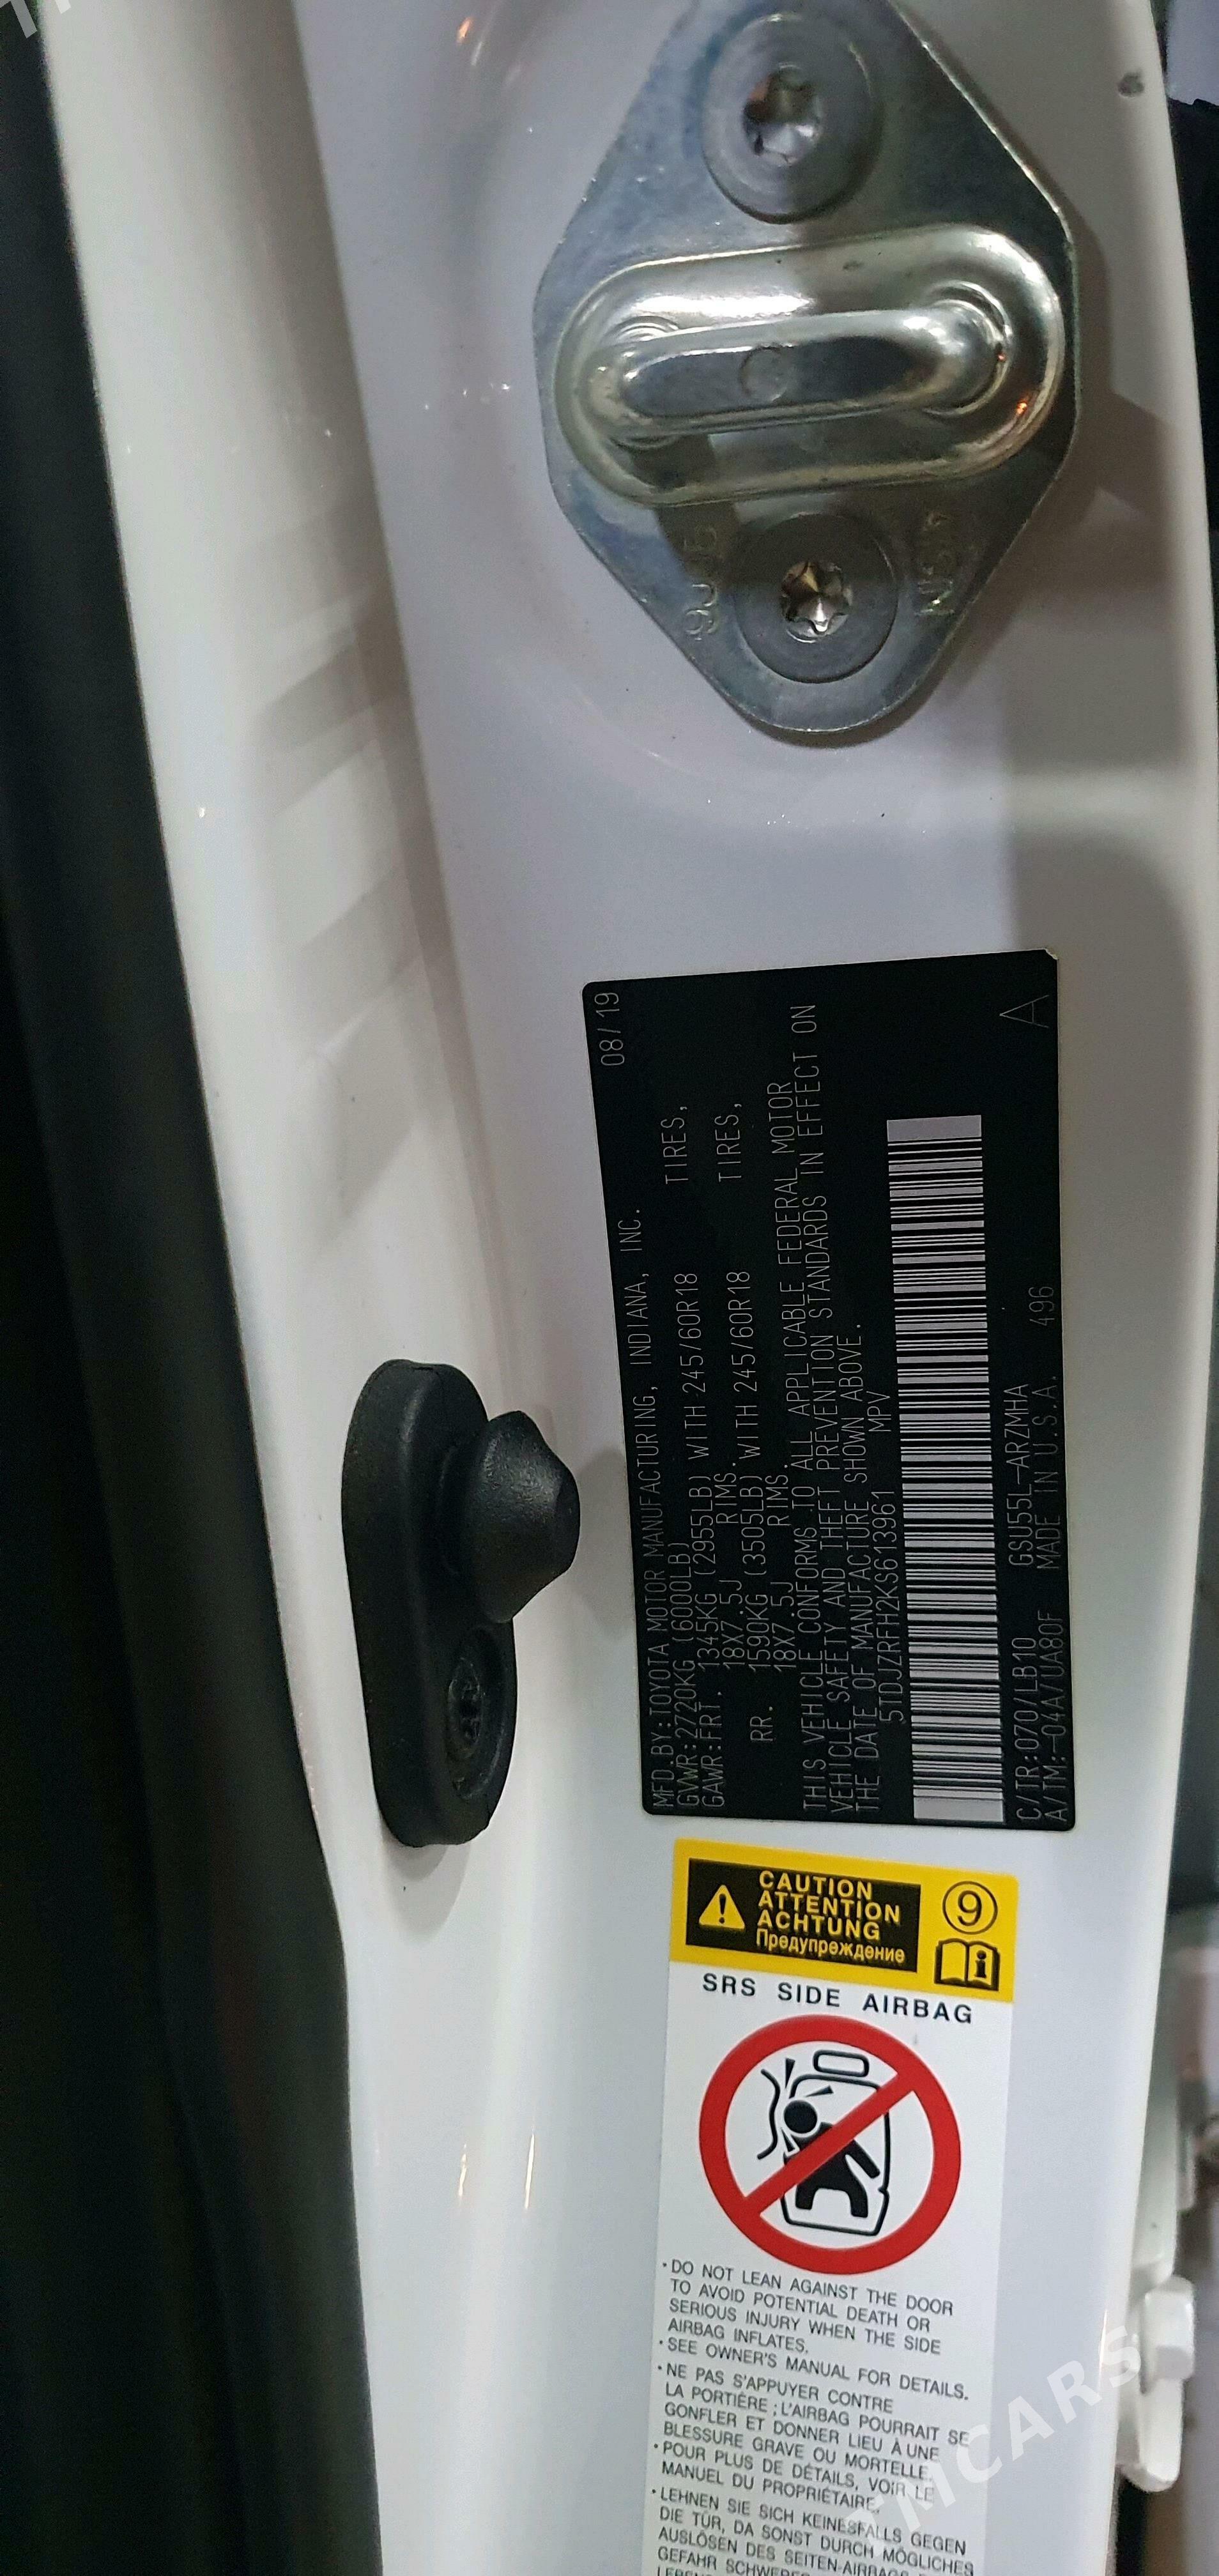 9J 5
NSM
08/19
MFD.BY:TOYOTA MOTOR MANUFACTURING, INDIANA, INC.
GVWR:2720KG (6000LB)
GAWR:FRT. 1345KG (2955LB) WITH 245/60R18 TIRES,
18X7.5J RIMS.
RR. 1590KG (3505LB) WITH 245/60R18 TIRES,
18X7.5J RIMS.
THIS VEHICLE CONFORMS TO ALL APPLICABLE FEDERAL MOTOR
VEHICLE SAFETY AND THEFT PREVENTION STANDARDS IN EFFECT ON
THE DATE OF MANUFACTURE SHOWN ABOVE.
5TDJZRFH2KS613961 MPV
C/TR:070/LB10 GSU55L-ARZMHA
A/TM:-04A/UA80F MADE IN U.S.A. 496
A
CAUTION
ATTENTION
ACHTUNG
Предупреждение
9
SRS SIDE AIRBAG
•DO NOT LEAN AGAINST THE DOOR
TO AVOID POTENTIAL DEATH OR
SERIOUS INJURY WHEN THE SIDE
AIRBAG INFLATES.
•SEE OWNER'S MANUAL FOR DETAILS.
•NE PAS S'APPUYER CONTRE
LA PORTIÈRE ; L'AIRBAG POURRAIT SE
GONFLER ET DONNER LIEU À UNE
BLESSURE GRAVE OU MORTELLE.
•POUR PLUS DE DÉTAILS, VOIR LE
MANUEL DU PROPRIÉTAIRE.
•LEHNEN SIE SICH KEINESFALLS GEGEN
DIE TÜR, DA SONST DURCH MÖGLICHES
AUSLÖSEN DES SEITEN-AIRBAGS
GEFAHR
TMCARS